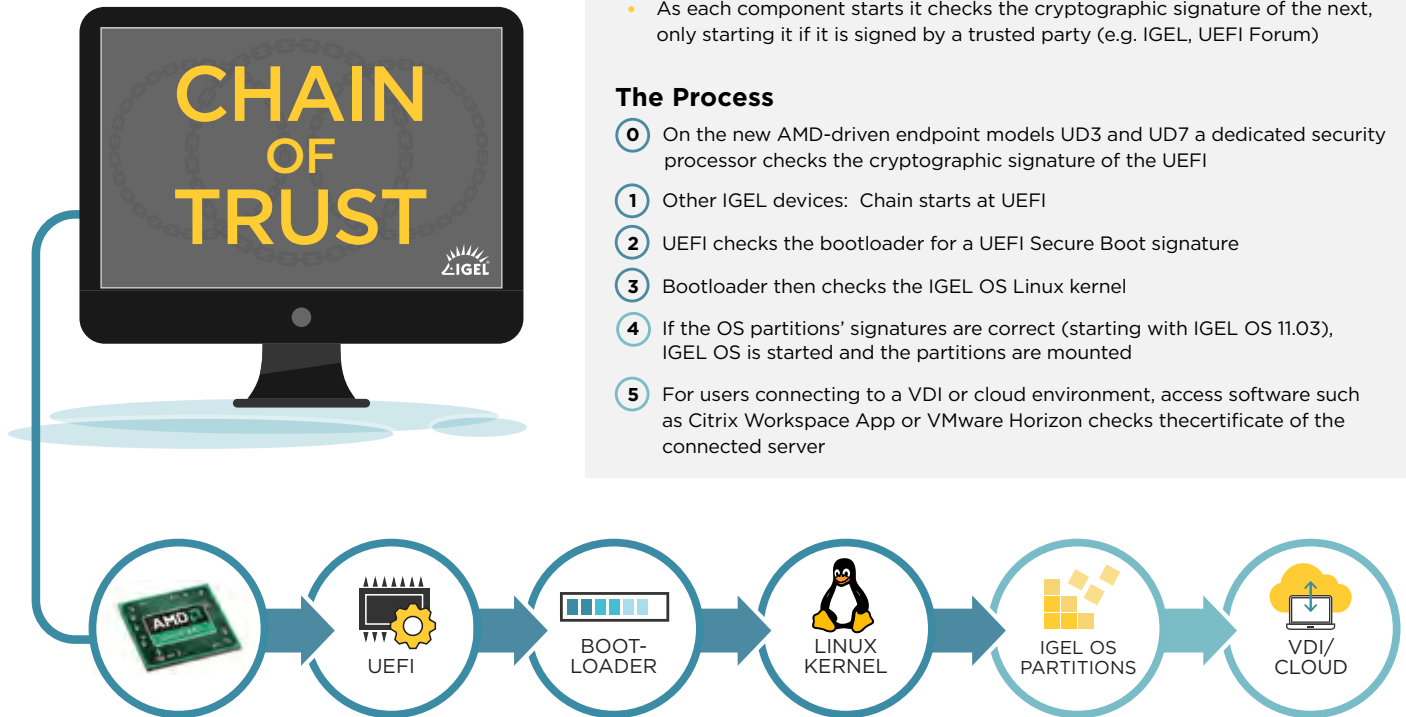 CHAIN
OF
TRUST
IGEL
• As each component starts it checks the cryptographic signature of the next,
only starting it if it is signed by a trusted party (e.g. IGEL, UEFI Forum)
The Process
0 On the new AMD-driven endpoint models UD3 and UD7 a dedicated security
processor checks the cryptographic signature of the UEFI
1 Other IGEL devices: Chain starts at UEFI
2 UEFI checks the bootloader for a UEFI Secure Boot signature
3 Bootloader then checks the IGEL OS Linux kernel
4 If the OS partitions’ signatures are correct (starting with IGEL OS 11.03),
IGEL OS is started and the partitions are mounted
5 For users connecting to a VDI or cloud environment, access software such
as Citrix Workspace App or VMware Horizon checks thecertificate of the
connected server
AMD
UEFI
BOOT-
LOADER
LINUX
KERNEL
IGEL OS
PARTITIONS
VDI/
CLOUD